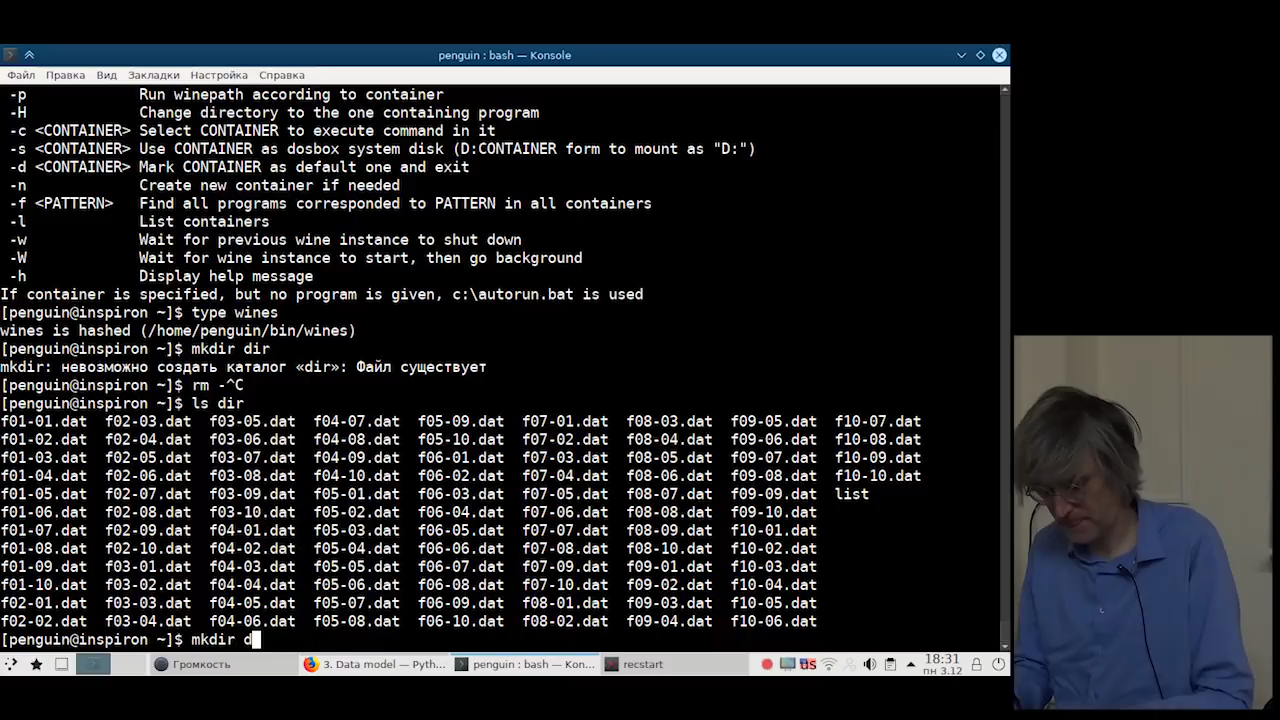 penguin : bash — Konsole
Файл Правка Вид Закладки Настройка Справка
-p Run winepath according to container
-H Change directory to the one containing program
-c <CONTAINER> Select CONTAINER to execute command in it
-s <CONTAINER> Use CONTAINER as dosbox system disk (D:CONTAINER form to mount as "D:")
-d <CONTAINER> Mark CONTAINER as default one and exit
-n Create new container if needed
-f <PATTERN> Find all programs corresponded to PATTERN in all containers
-l List containers
-w Wait for previous wine instance to shut down
-W Wait for wine instance to start, then go background
-h Display help message
If container is specified, but no program is given, c:\autorun.bat is used
[penguin@inspiron ~]$ type wines
wines is hashed (/home/penguin/bin/wines)
[penguin@inspiron ~]$ mkdir dir
mkdir: невозможно создать каталог «dir»: Файл существует
[penguin@inspiron ~]$ rm -^C
[penguin@inspiron ~]$ ls dir
f01-01.dat f02-03.dat f03-05.dat f04-07.dat f05-09.dat f07-01.dat f08-03.dat f09-05.dat f10-07.dat
f01-02.dat f02-04.dat f03-06.dat f04-08.dat f05-10.dat f07-02.dat f08-04.dat f09-06.dat f10-08.dat
f01-03.dat f02-05.dat f03-07.dat f04-09.dat f06-01.dat f07-03.dat f08-05.dat f09-07.dat f10-09.dat
f01-04.dat f02-06.dat f03-08.dat f04-10.dat f06-02.dat f07-04.dat f08-06.dat f09-08.dat f10-10.dat
f01-05.dat f02-07.dat f03-09.dat f05-01.dat f06-03.dat f07-05.dat f08-07.dat f09-09.dat list
f01-06.dat f02-08.dat f03-10.dat f05-02.dat f06-04.dat f07-06.dat f08-08.dat f09-10.dat
f01-07.dat f02-09.dat f04-01.dat f05-03.dat f06-05.dat f07-07.dat f08-09.dat f10-01.dat
f01-08.dat f02-10.dat f04-02.dat f05-04.dat f06-06.dat f07-08.dat f08-10.dat f10-02.dat
f01-09.dat f03-01.dat f04-03.dat f05-05.dat f06-07.dat f07-09.dat f09-01.dat f10-03.dat
f01-10.dat f03-02.dat f04-04.dat f05-06.dat f06-08.dat f07-10.dat f09-02.dat f10-04.dat
f02-01.dat f03-03.dat f04-05.dat f05-07.dat f06-09.dat f08-01.dat f09-03.dat f10-05.dat
f02-02.dat f03-04.dat f04-06.dat f05-08.dat f06-10.dat f08-02.dat f09-04.dat f10-06.dat
[penguin@inspiron ~]$ mkdir d
Громкость 3. Data model — Pyth... penguin : bash — Kon... recstart US 18:31
пн 3.12